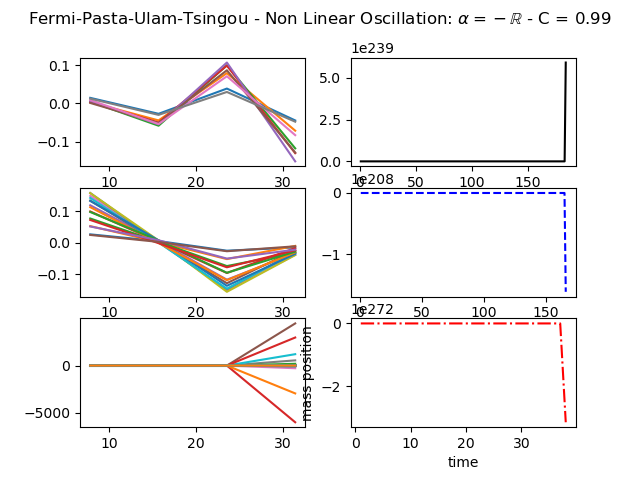 Fermi-Pasta-Ulam-Tsingou - Non Linear Oscillation: α = −ℝ - C = 0.99
0.1
0.0
−0.1
10 20 30
1e239
5.0
2.5
0.0
0 50 100 150
0.1
0.0
−0.1
10 20 30
1e208
0
−1
0 50 100 150
0
−5000
10 20 30
1e272
0
−2
mass position
0 10 20 30
time